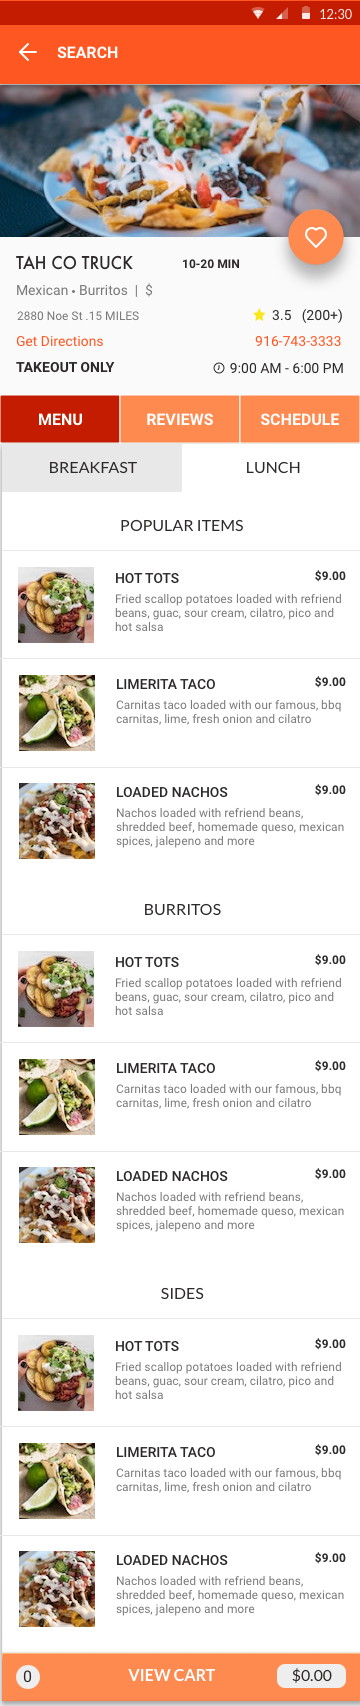 12:30
SEARCH
TAH CO TRUCK 10-20 MIN
Mexican • Burritos | $
2880 Noe St .15 MILES 3.5 (200+)
Get Directions 916-743-3333
TAKEOUT ONLY 9:00 AM - 6:00 PM
MENU REVIEWS SCHEDULE
BREAKFAST LUNCH
POPULAR ITEMS
HOT TOTS $9.00
Fried scallop potatoes loaded with refriend
beans, guac, sour cream, cilatro, pico and
hot salsa
LIMERITA TACO $9.00
Carnitas taco loaded with our famous, bbq
carnitas, lime, fresh onion and cilatro
LOADED NACHOS $9.00
Nachos loaded with refriend beans,
shredded beef, homemade queso, mexican
spices, jalepeno and more
BURRITOS
HOT TOTS $9.00
Fried scallop potatoes loaded with refriend
beans, guac, sour cream, cilatro, pico and
hot salsa
LIMERITA TACO $9.00
Carnitas taco loaded with our famous, bbq
carnitas, lime, fresh onion and cilatro
LOADED NACHOS $9.00
Nachos loaded with refriend beans,
shredded beef, homemade queso, mexican
spices, jalepeno and more
SIDES
HOT TOTS $9.00
Fried scallop potatoes loaded with refriend
beans, guac, sour cream, cilatro, pico and
hot salsa
LIMERITA TACO $9.00
Carnitas taco loaded with our famous, bbq
carnitas, lime, fresh onion and cilatro
LOADED NACHOS $9.00
Nachos loaded with refriend beans,
shredded beef, homemade queso, mexican
spices, jalepeno and more
0 VIEW CART $0.00